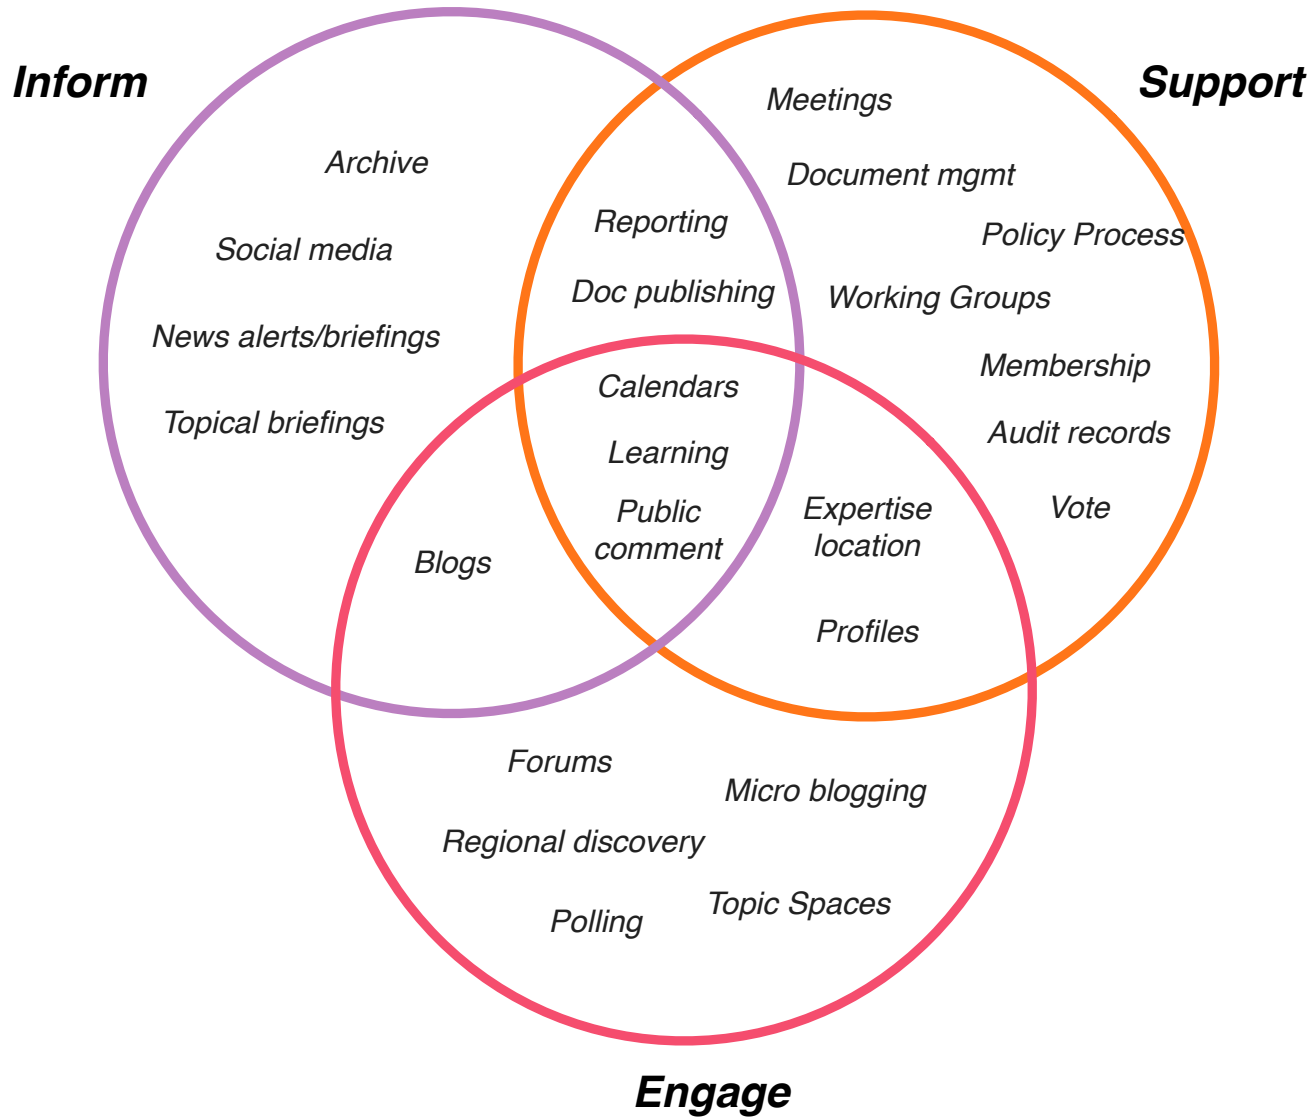 Inform
Support
Archive
Social media
News alerts/briefings
Topical briefings
Reporting
Doc publishing
Meetings
Document mgmt
Policy Process
Working Groups
Membership
Audit records
Vote
Calendars
Learning
Public
comment
Blogs
Expertise
location
Profiles
Forums
Micro blogging
Regional discovery
Topic Spaces
Polling
Engage